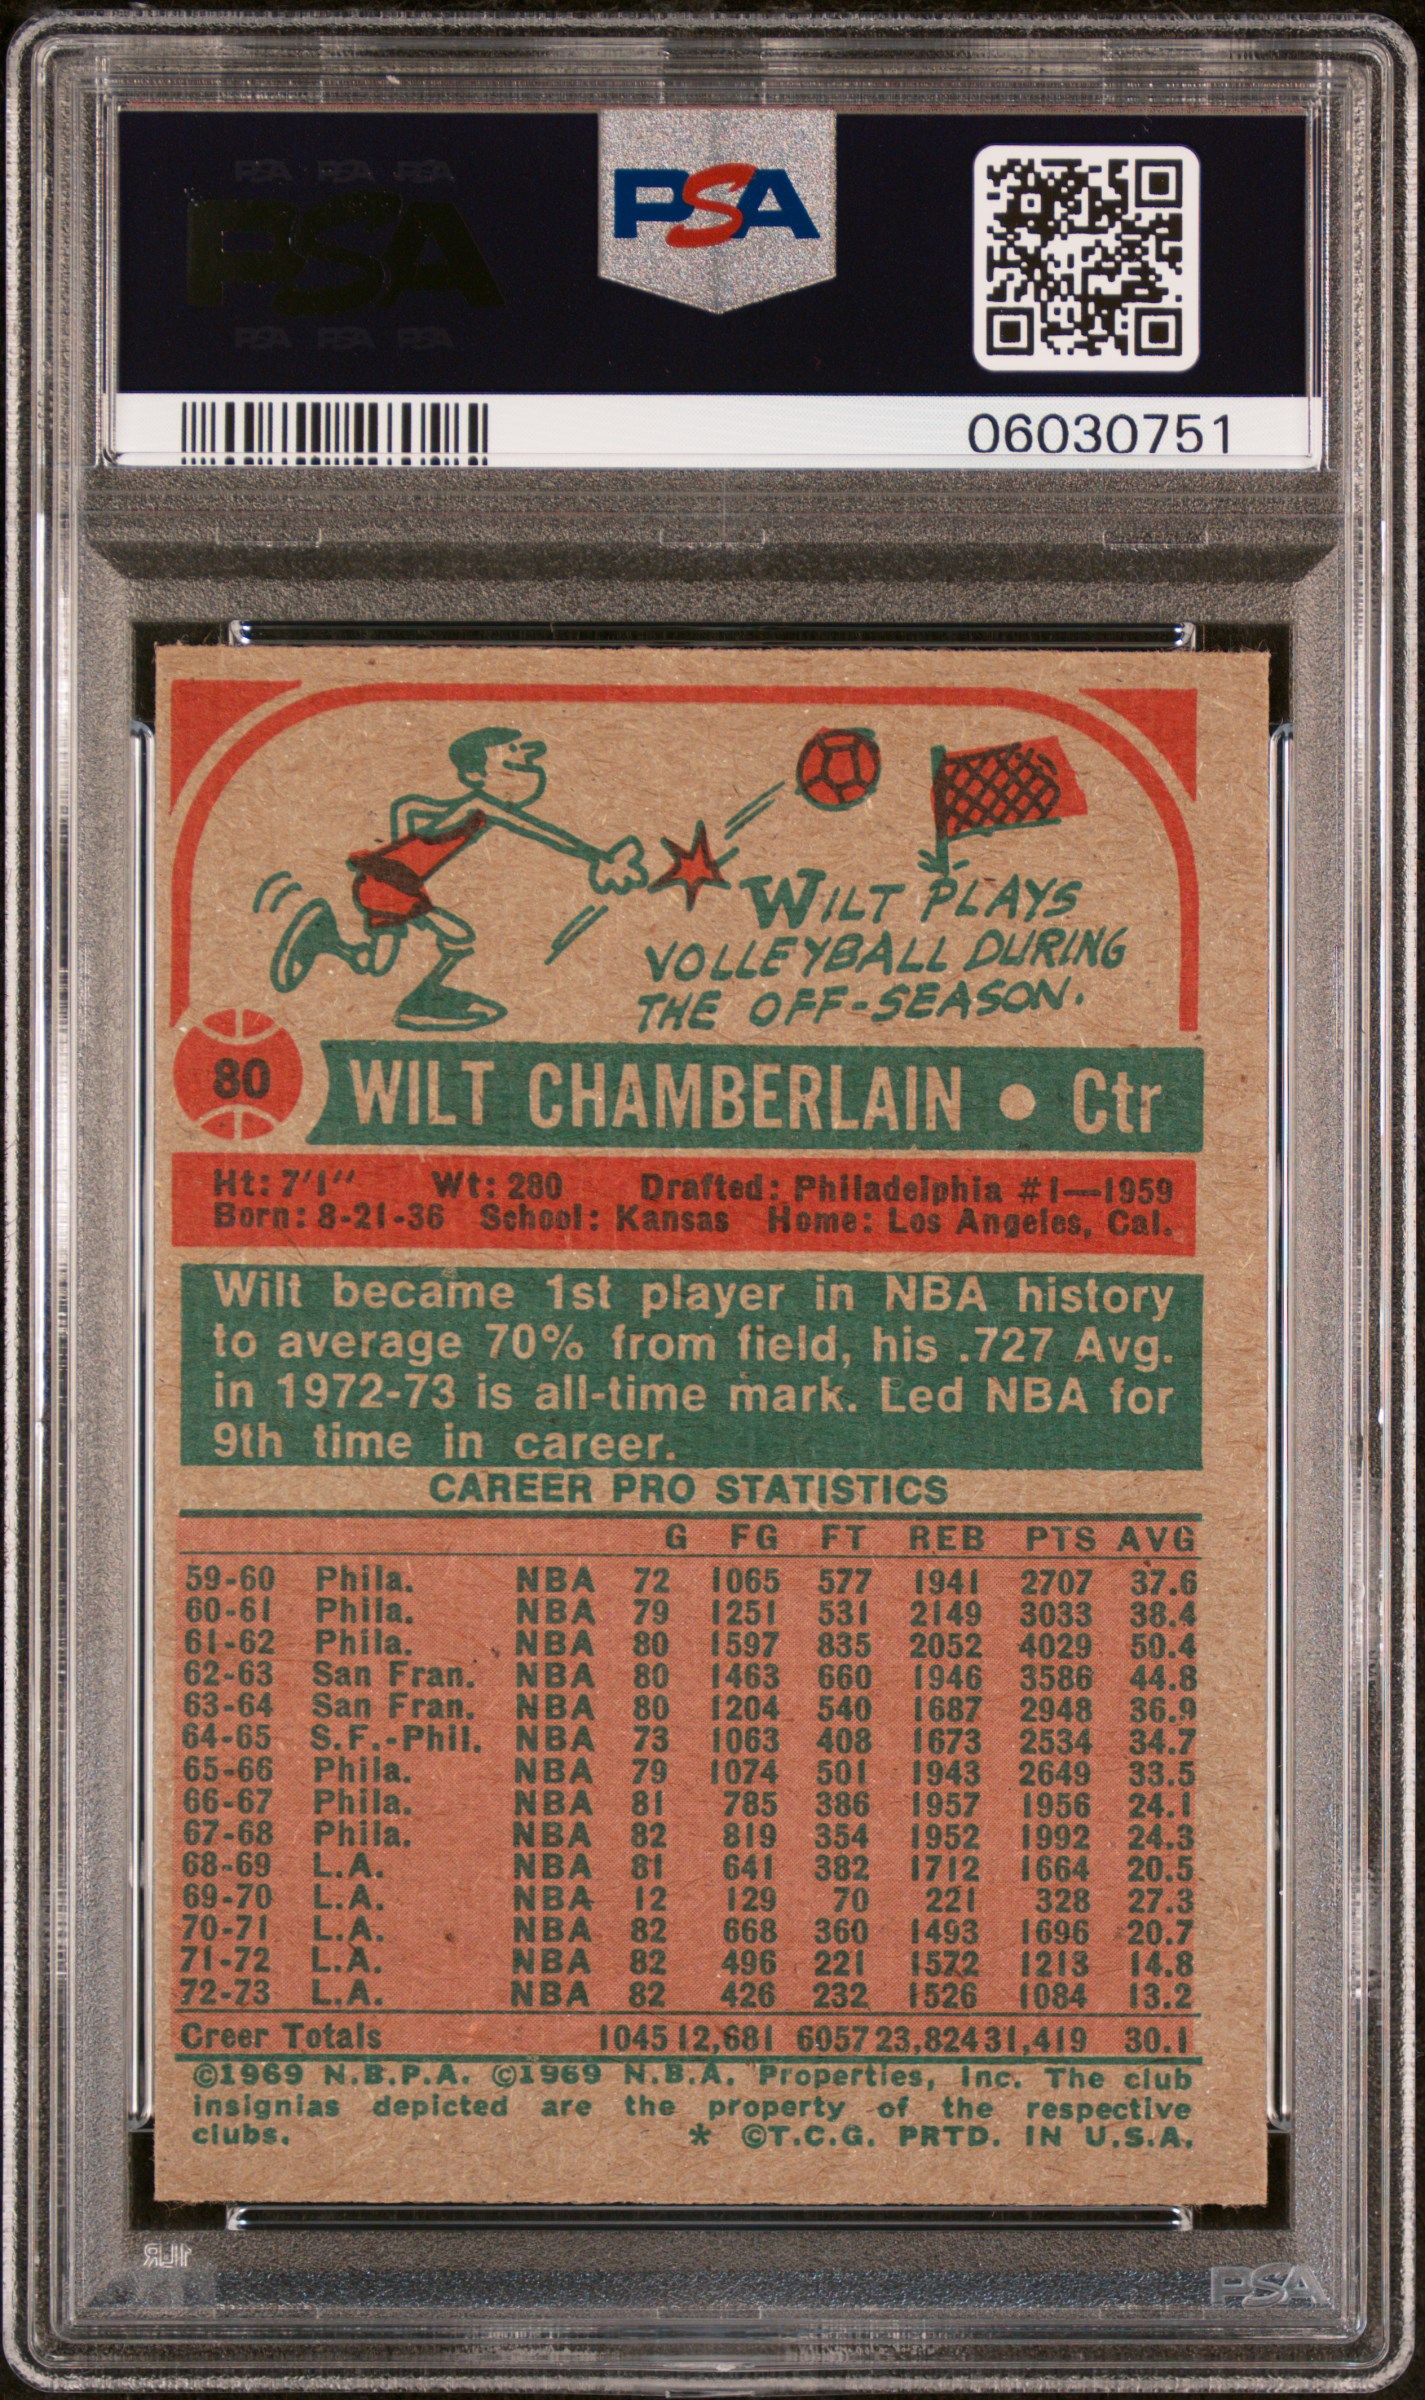 PSA PSA PSA
PSA
PSA PSA PSA
PSA
06030751
WILT PLAYS
VOLLEYBALL DURING
THE OFF-SEASON.
80
WILT CHAMBERLAIN • Ctr
Ht: 7'1" Wt: 280 Drafted: Philadelphia #1—1959
Born: 8-21-36 School: Kansas Home: Los Angeles, Cal.
Wilt became 1st player in NBA history
to average 70% from field, his .727 Avg.
in 1972-73 is all-time mark. Led NBA for
9th time in career.
CAREER PRO STATISTICS
G FG FT REB PTS AVG
59-60 Phila. NBA 72 1065 577 1941 2707 37.6
60-61 Phila. NBA 79 1251 531 2149 3033 38.4
61-62 Phila. NBA 80 1597 835 2052 4029 50.4
62-63 San Fran. NBA 80 1463 660 1946 3586 44.8
63-64 San Fran. NBA 80 1204 540 1687 2948 36.9
64-65 S.F.-Phil. NBA 73 1063 408 1673 2534 34.7
65-66 Phila. NBA 79 1074 501 1943 2649 33.5
66-67 Phila. NBA 81 785 386 1957 1956 24.1
67-68 Phila. NBA 82 819 354 1952 1992 24.3
68-69 L.A. NBA 81 641 382 1712 1664 20.5
69-70 L.A. NBA 12 129 70 221 328 27.3
70-71 L.A. NBA 82 668 360 1493 1696 20.7
71-72 L.A. NBA 82 496 221 1572 1213 14.8
72-73 L.A. NBA 82 426 232 1526 1084 13.2
Creer Totals 1045 12,681 6057 23,824 31,419 30.1
©1969 N.B.P.A. ©1969 N.B.A. Properties, Inc. The club
insignias depicted are the property of the respective
clubs. * ©T.C.G. PRTD. IN U.S.A.
PSA